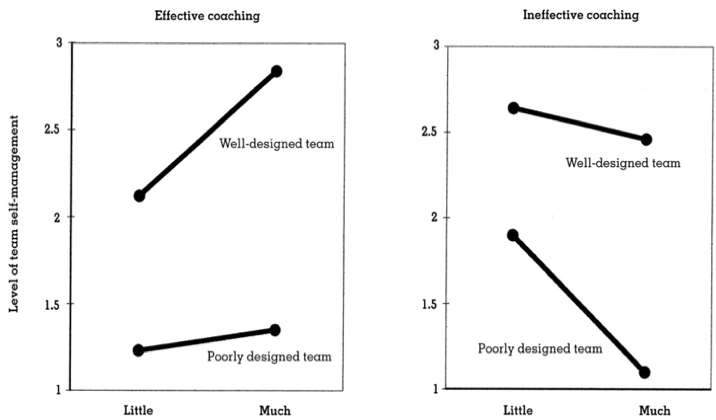 Effective coaching
Ineffective coaching
Level of team self-management
3
2.5
2
1.5
1
Well-designed team
Poorly designed team
Little
Much
3
2.5
2
1.5
1
Well-designed team
Poorly designed team
Little
Much